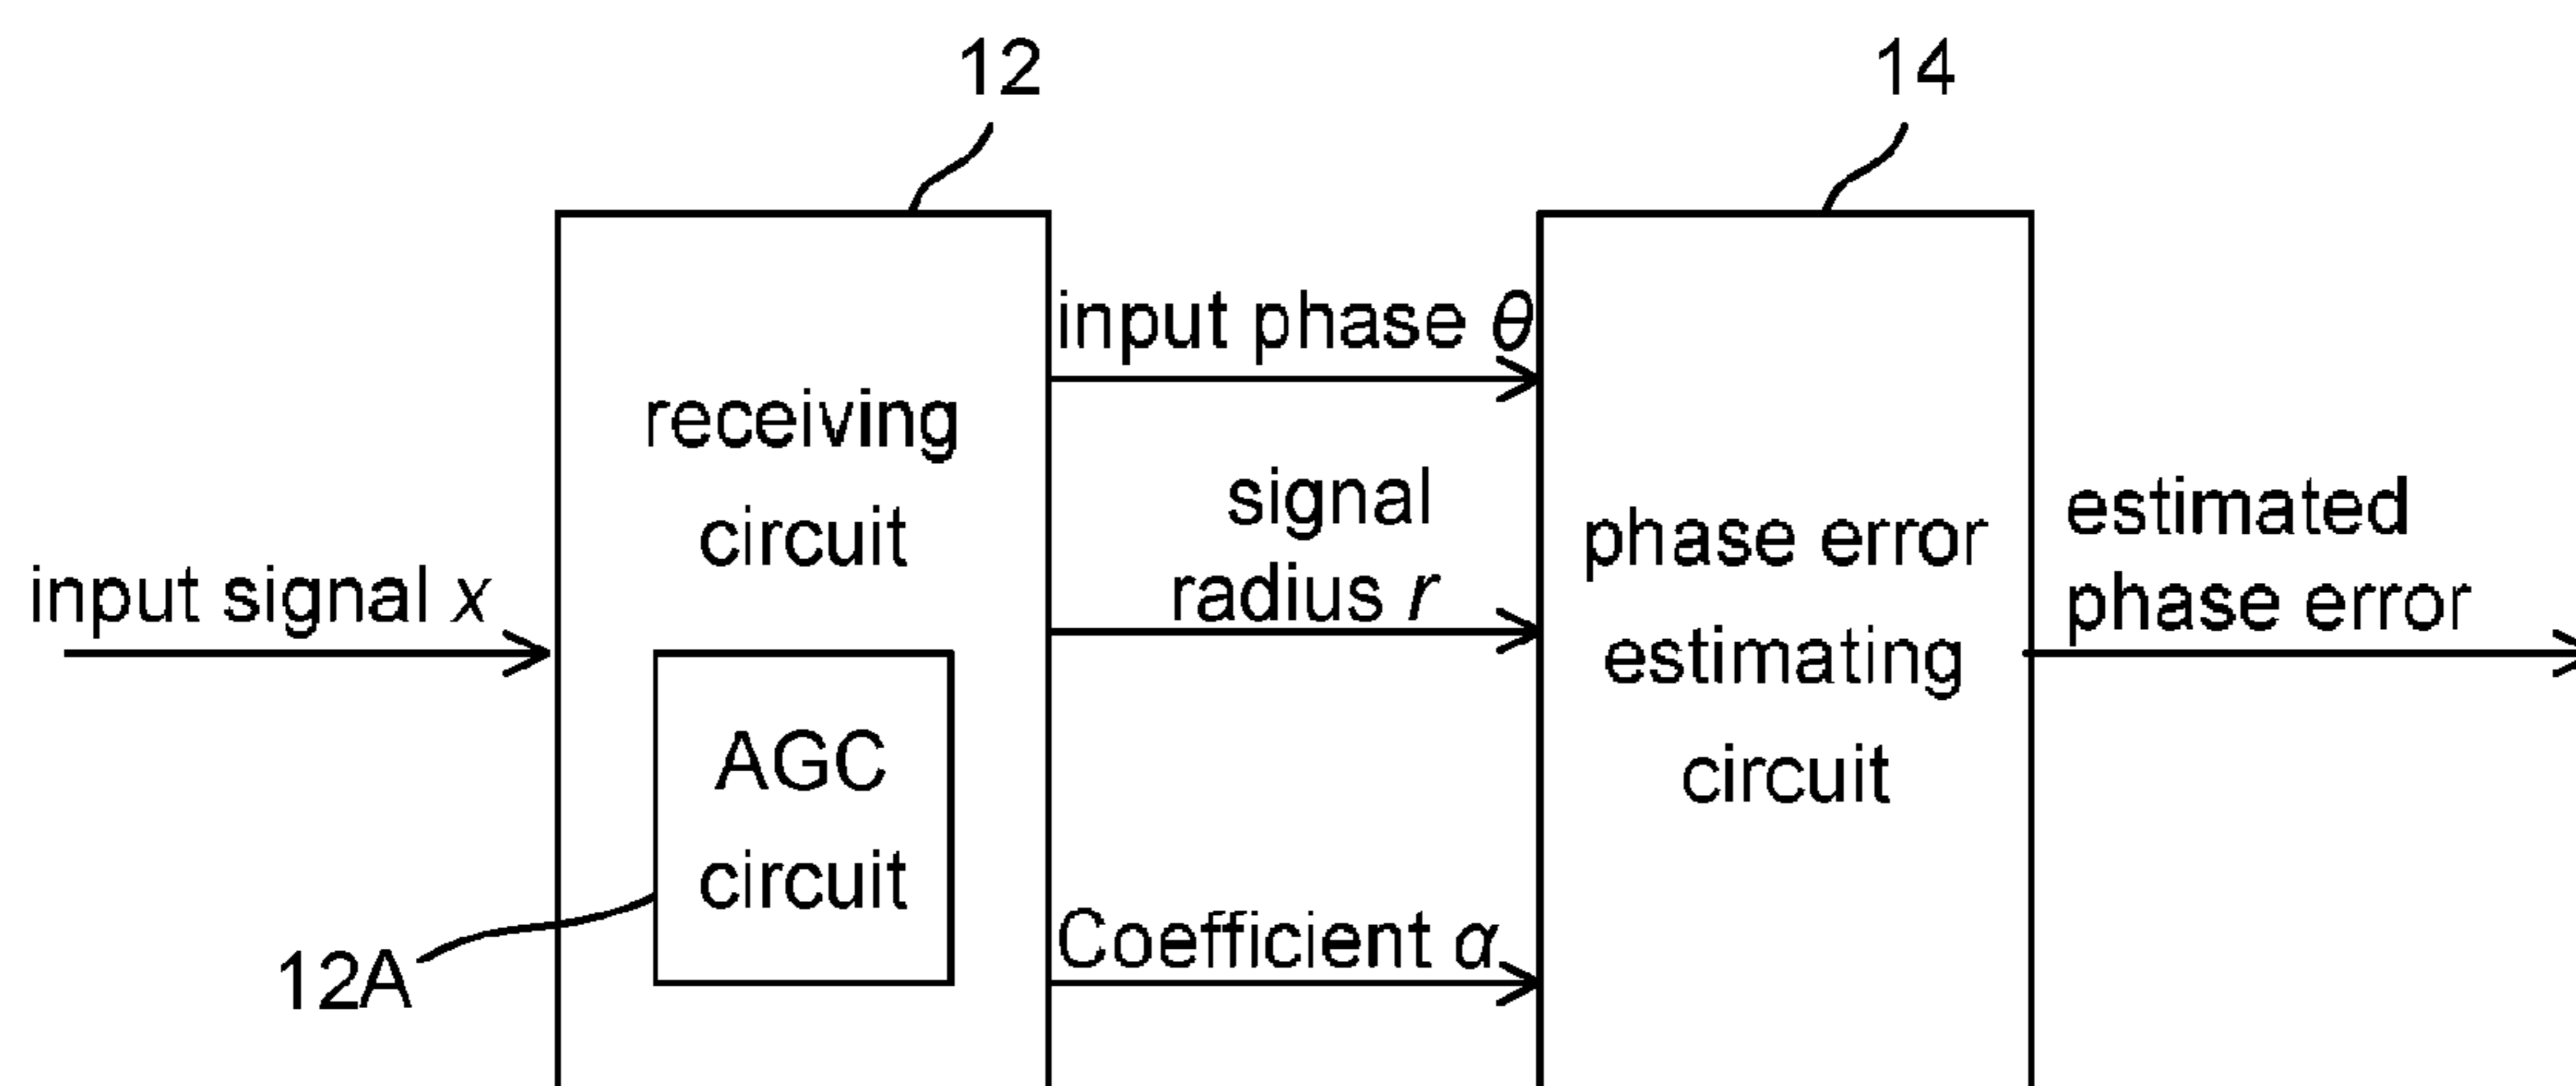 12
14
input phase θ
receiving
circuit
signal
radius r
phase error
estimating
circuit
estimated
phase error
input signal x
AGC
circuit
Coefficient α
12A